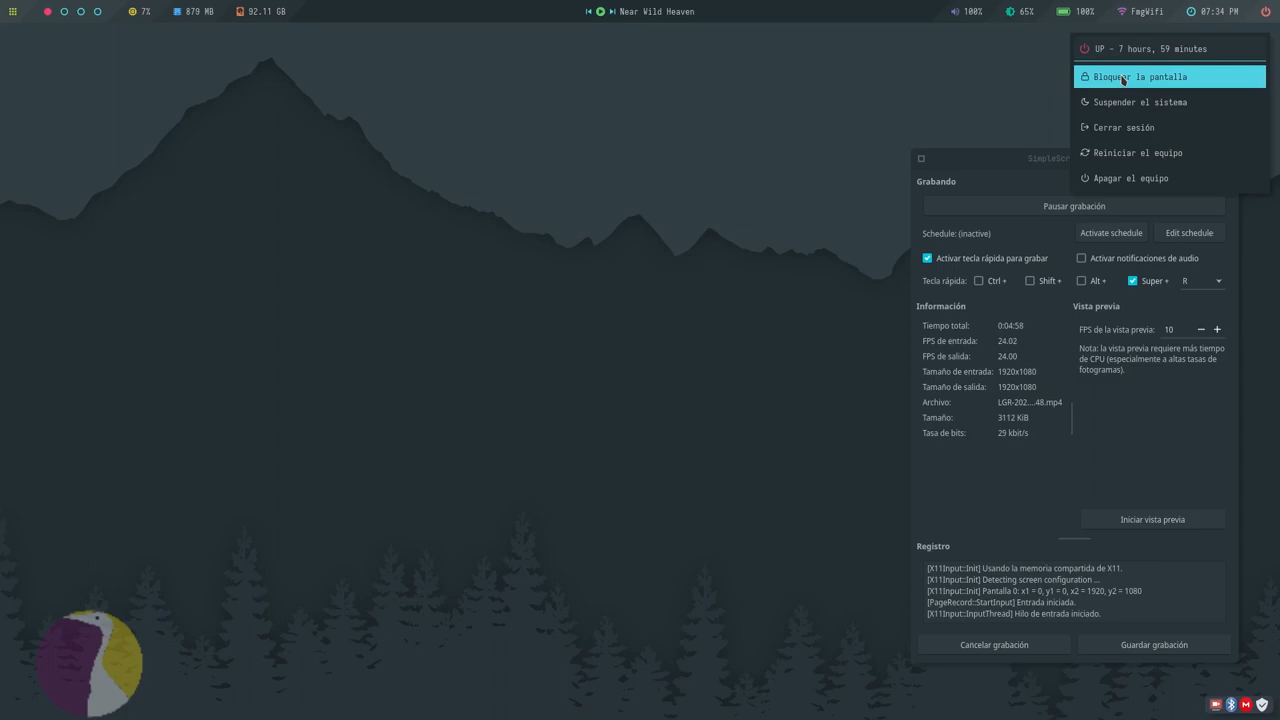 7% 879 MB 92.11 GB Near Wild Heaven 100% 65% 100% FmgWifi 07:34 PM
UP - 7 hours, 59 minutes
Bloquear la pantalla
Suspender el sistema
Cerrar sesión
Reiniciar el equipo
Apagar el equipo
SimpleScr
Grabando
Pausar grabación
Schedule: (inactive) Activate schedule Edit schedule
Activar tecla rápida para grabar Activar notificaciones de audio
Tecla rápida: Ctrl + Shift + Alt + Super + R
Información
Tiempo total: 0:04:58
FPS de entrada: 24.02
FPS de salida: 24.00
Tamaño de entrada: 1920x1080
Tamaño de salida: 1920x1080
Archivo: LGR-202....48.mp4
Tamaño: 3112 KiB
Tasa de bits: 29 kbit/s
Vista previa
FPS de la vista previa: 10
Nota: la vista previa requiere más tiempo
de CPU (especialmente a altas tasas de
fotogramas).
Iniciar vista previa
Registro
[X11Input::Init] Usando la memoria compartida de X11.
[X11Input::Init] Detecting screen configuration ...
[X11Input::Init] Pantalla 0: x1 = 0, y1 = 0, x2 = 1920, y2 = 1080
[PageRecord::StartInput] Entrada iniciada.
[X11Input::InputThread] Hilo de entrada iniciado.
Cancelar grabación Guardar grabación